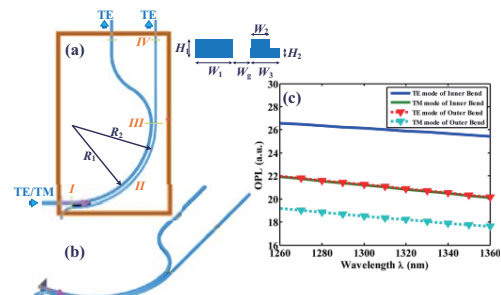 TE TE
(a)
IV
H1
W2
H2
W1 Wg W3
III
R2
R1
II
I
TE/TM
(b)
(c)
TE mode of Inner Bend
TM mode of Inner Bend
TE mode of Outer Bend
TM mode of Outer Bend
OPL (a.u.)
28
26
24
22
20
18
16
1260 1280 1300 1320 1340 1360
Wavelength λ (nm)